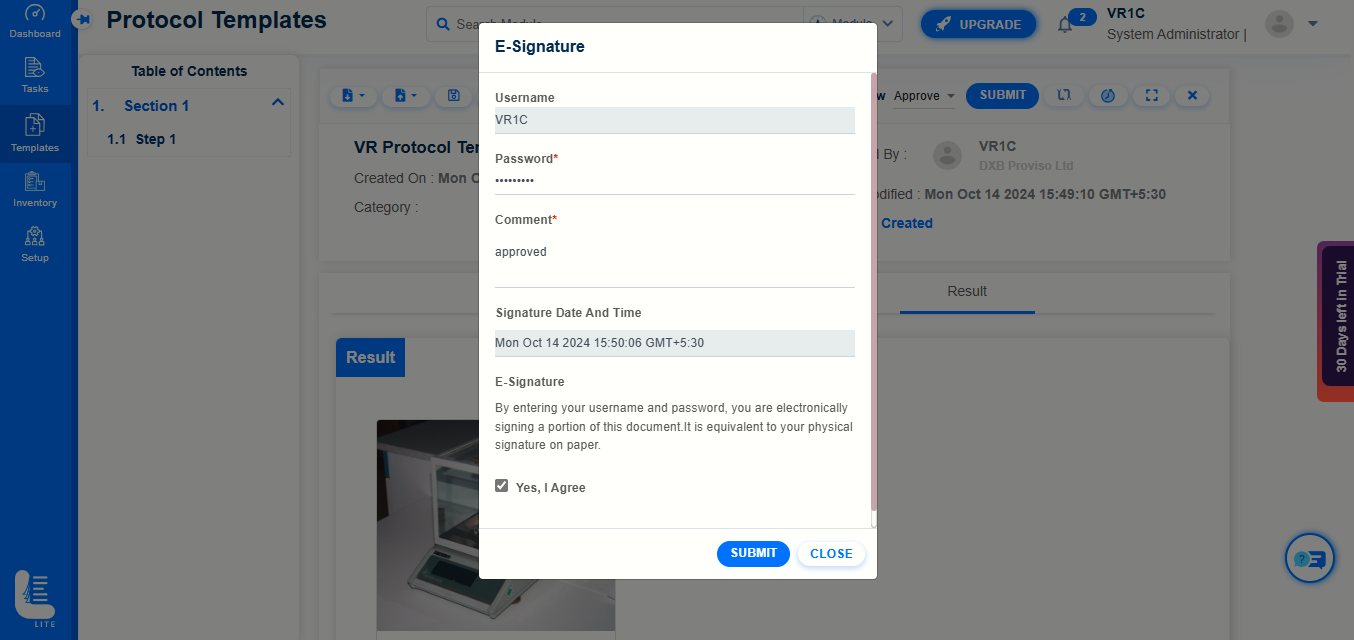 Dashboard
Tasks
Templates
Inventory
Setup
LITE
Protocol Templates
Search Module
Module
UPGRADE
2
VR1C
System Administrator |
Table of Contents
1. Section 1
1.1 Step 1
Approve
SUBMIT
VR Protocol
Created On : Mon
Category :
By :
VR1C
DXB Proviso Ltd
Mon Oct 14 2024 15:49:10 GMT+5:30
Created
Result
Result
30 Days left in Trial
E-Signature
Username
VR1C
Password*
•••••••••
Comment*
approved
Signature Date And Time
Mon Oct 14 2024 15:50:06 GMT+5:30
E-Signature
By entering your username and password, you are electronically
signing a portion of this document.It is equivalent to your physical
signature on paper.
Yes, I Agree
SUBMIT
CLOSE